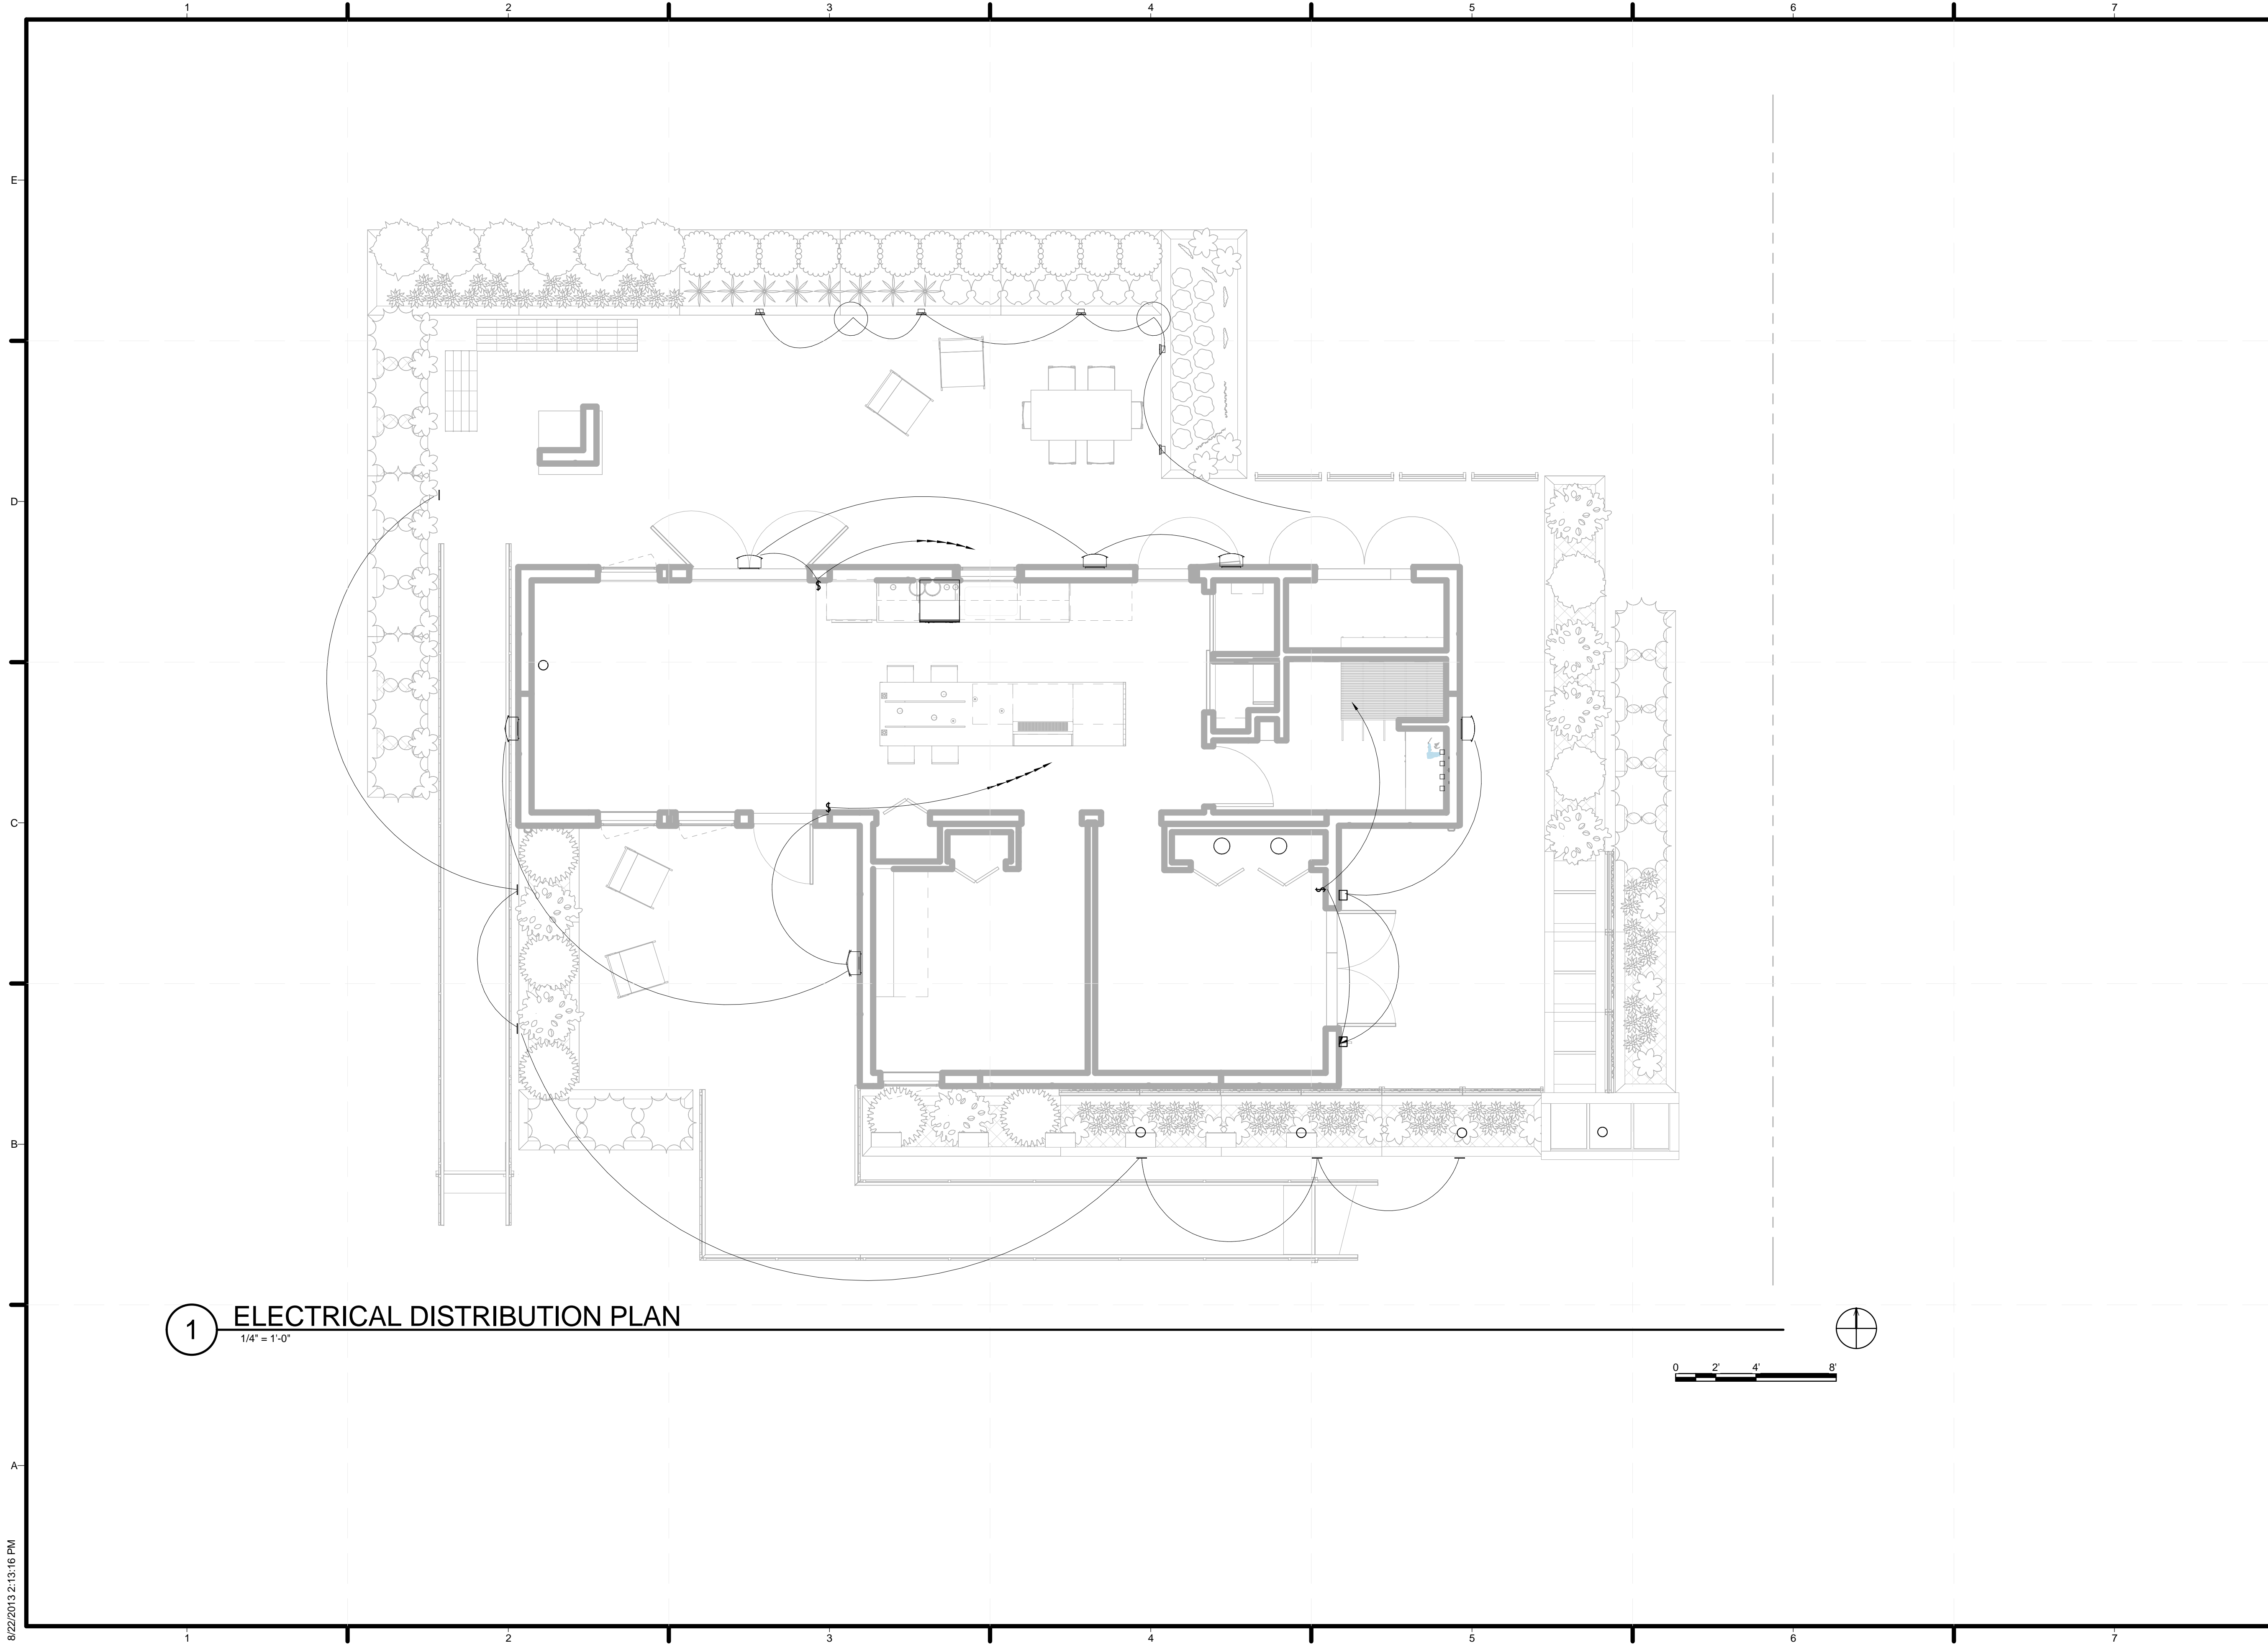 1 2 3 4 5 6 7
E
D
C
B
A
$
$
$
1
ELECTRICAL DISTRIBUTION PLAN
1/4" = 1'-0"
0 2' 4' 8'
8/22/2013 2:13:16 PM
1 2 3 4 5 6 7